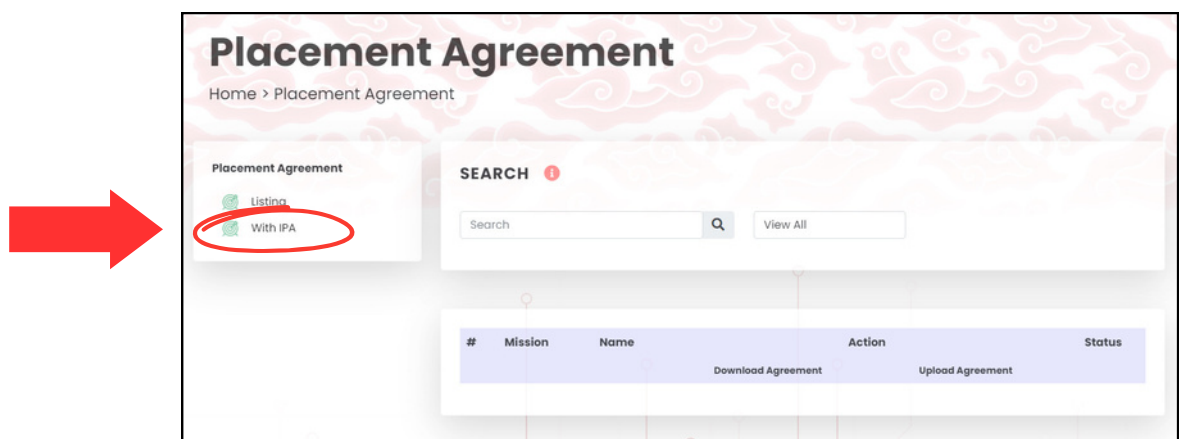 Placement Agreement
Home > Placement Agreement
Placement Agreement
Listing
With IPA
SEARCH
Search
View All
# Mission Name Action Status
Download Agreement Upload Agreement